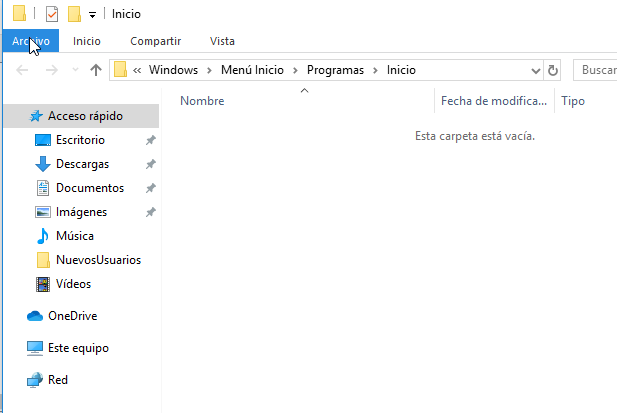 Inicio
Archivo Inicio Compartir Vista
« Windows > Menú Inicio > Programas > Inicio Buscar
Nombre Fecha de modifica... Tipo
Esta carpeta está vacía.
Acceso rápido
Escritorio
Descargas
Documentos
Imágenes
Música
NuevosUsuarios
Vídeos
OneDrive
Este equipo
Red